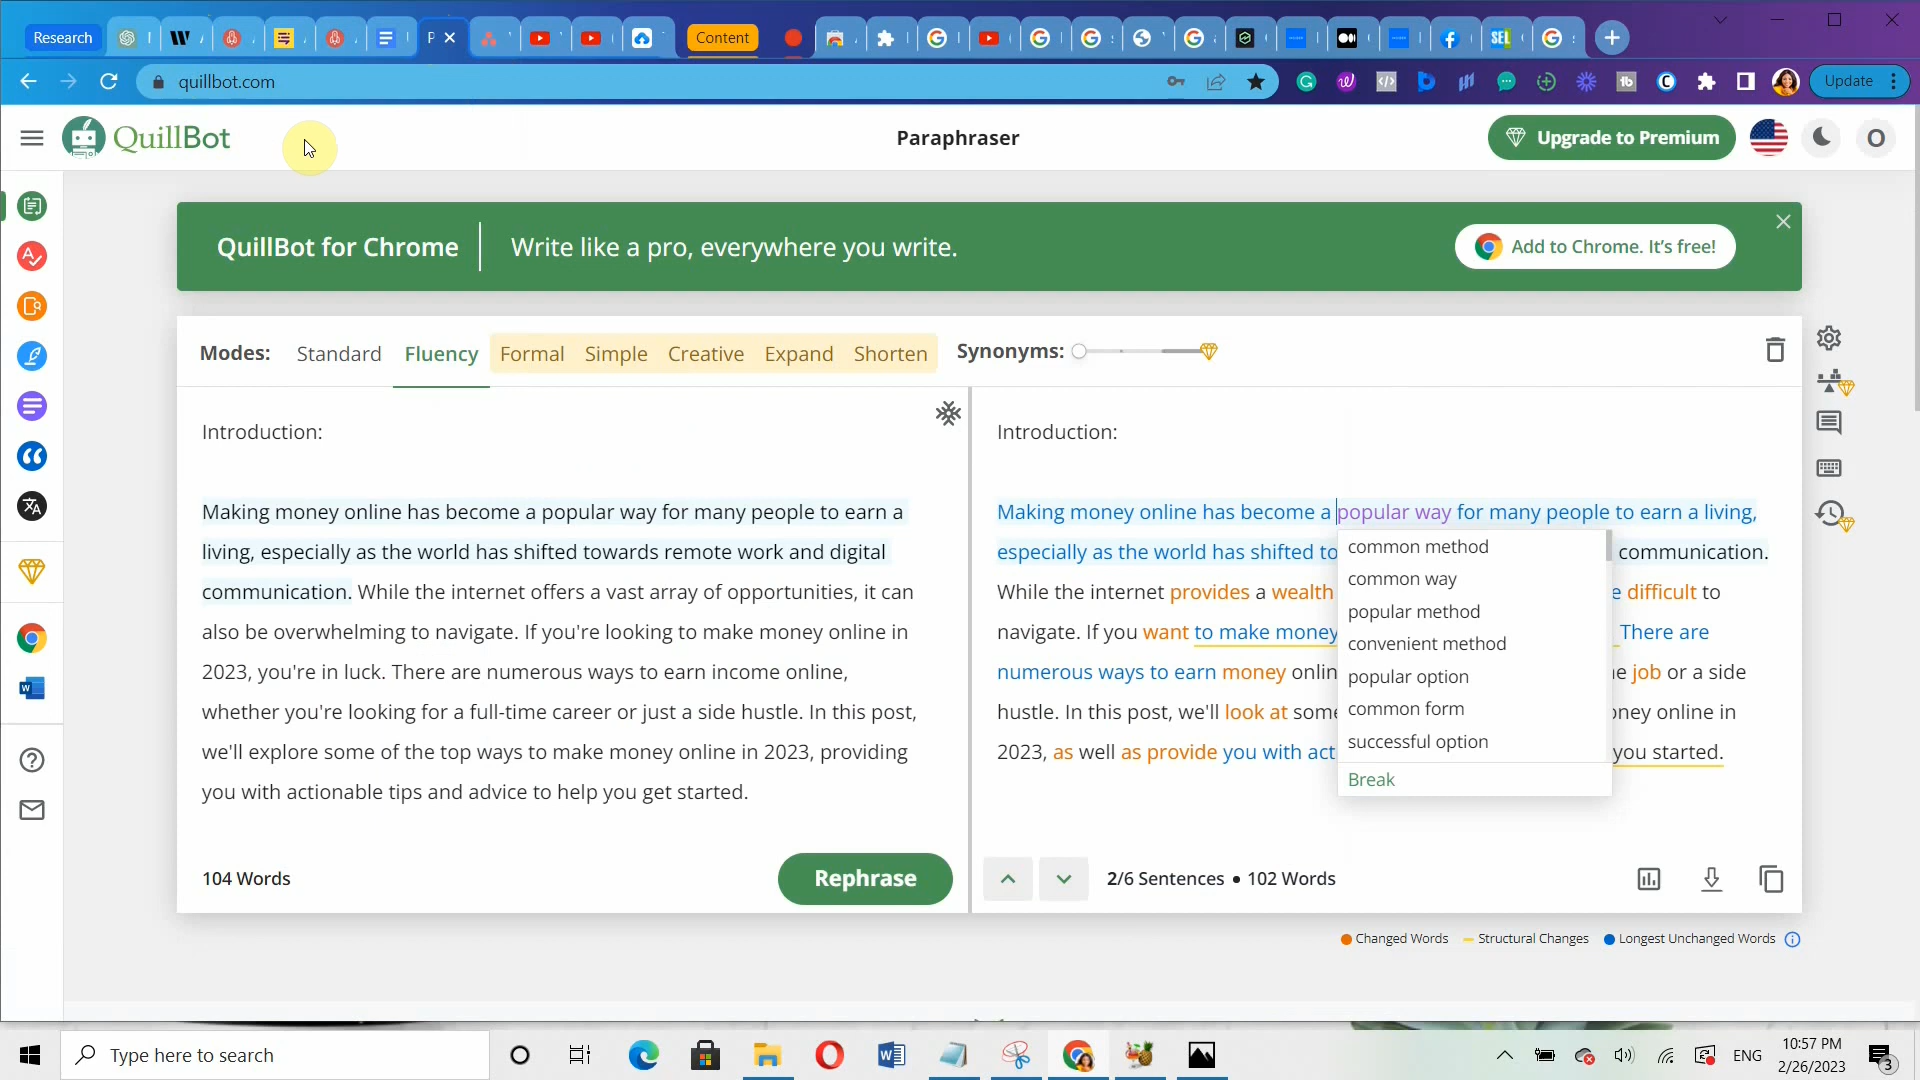 Research
Content
SEL
quillbot.com
Update
QuillBot
Paraphraser
Upgrade to Premium
O
QuillBot for Chrome
Write like a pro, everywhere you write.
Add to Chrome. It's free!
Modes: Standard Fluency Formal Simple Creative Expand Shorten Synonyms:
Introduction:
Making money online has become a popular way for many people to earn a
living, especially as the world has shifted towards remote work and digital
communication. While the internet offers a vast array of opportunities, it can
also be overwhelming to navigate. If you're looking to make money online in
2023, you're in luck. There are numerous ways to earn income online,
whether you're looking for a full-time career or just a side hustle. In this post,
we'll explore some of the top ways to make money online in 2023, providing
you with actionable tips and advice to help you get started.
104 Words
Rephrase
Introduction:
Making money online has become a popular way for many people to earn a living,
especially as the world has shifted to communication.
While the internet provides a wealth difficult to
navigate. If you want to make money There are
numerous ways to earn money job or a side
hustle. In this post, we'll look at online in
2023, as well as provide you with you started.
common method
common way
popular method
convenient method
popular option
common form
successful option
Break
2/6 Sentences • 102 Words
Changed Words Structural Changes Longest Unchanged Words
Type here to search
ENG
10:57 PM
2/26/2023
3